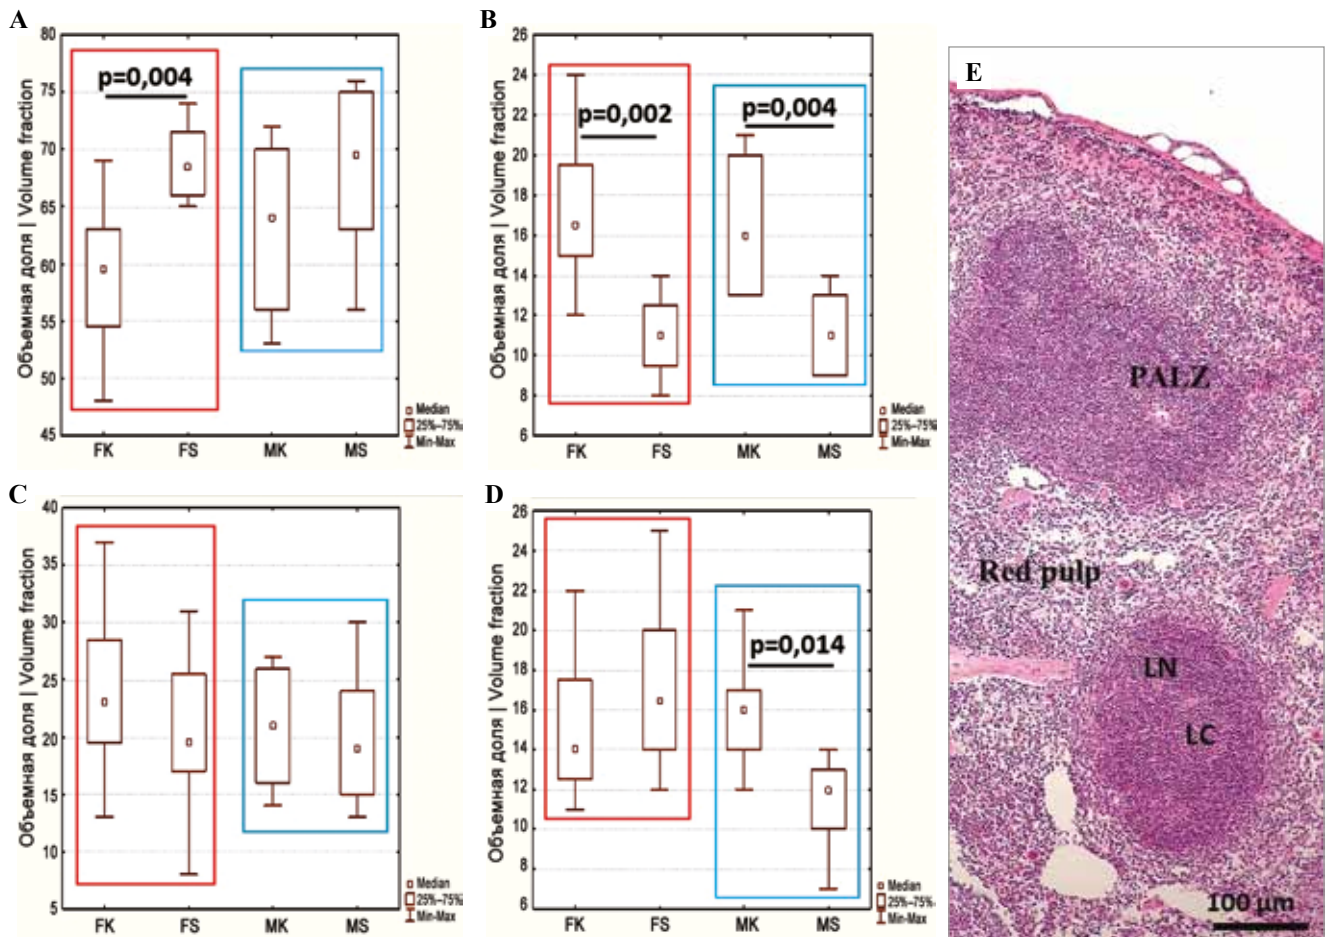 A
Объемная доля | Volume fraction
80
75
70
65
60
55
50
45
p=0,004
FK FS MK MS
Median
25%–75%
Min-Max
B
Объемная доля | Volume fraction
26
24
22
20
18
16
14
12
10
8
6
p=0,002
p=0,004
FK FS MK MS
Median
25%–75%
Min-Max
C
Объемная доля | Volume fraction
40
35
30
25
20
15
10
5
FK FS MK MS
Median
25%–75%
Min-Max
D
Объемная доля | Volume fraction
26
24
22
20
18
16
14
12
10
8
6
p=0,014
FK FS MK MS
Median
25%–75%
Min-Max
E
PALZ
Red pulp
LN
LC
100 µm